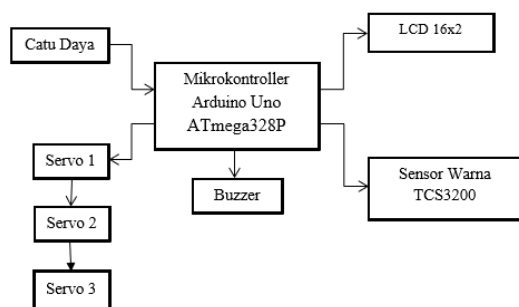 Catu Daya
LCD 16x2
Mikrokontroller
Arduino Uno
ATmega328P
Servo 1
Servo 2
Servo 3
Buzzer
Sensor Warna
TCS3200